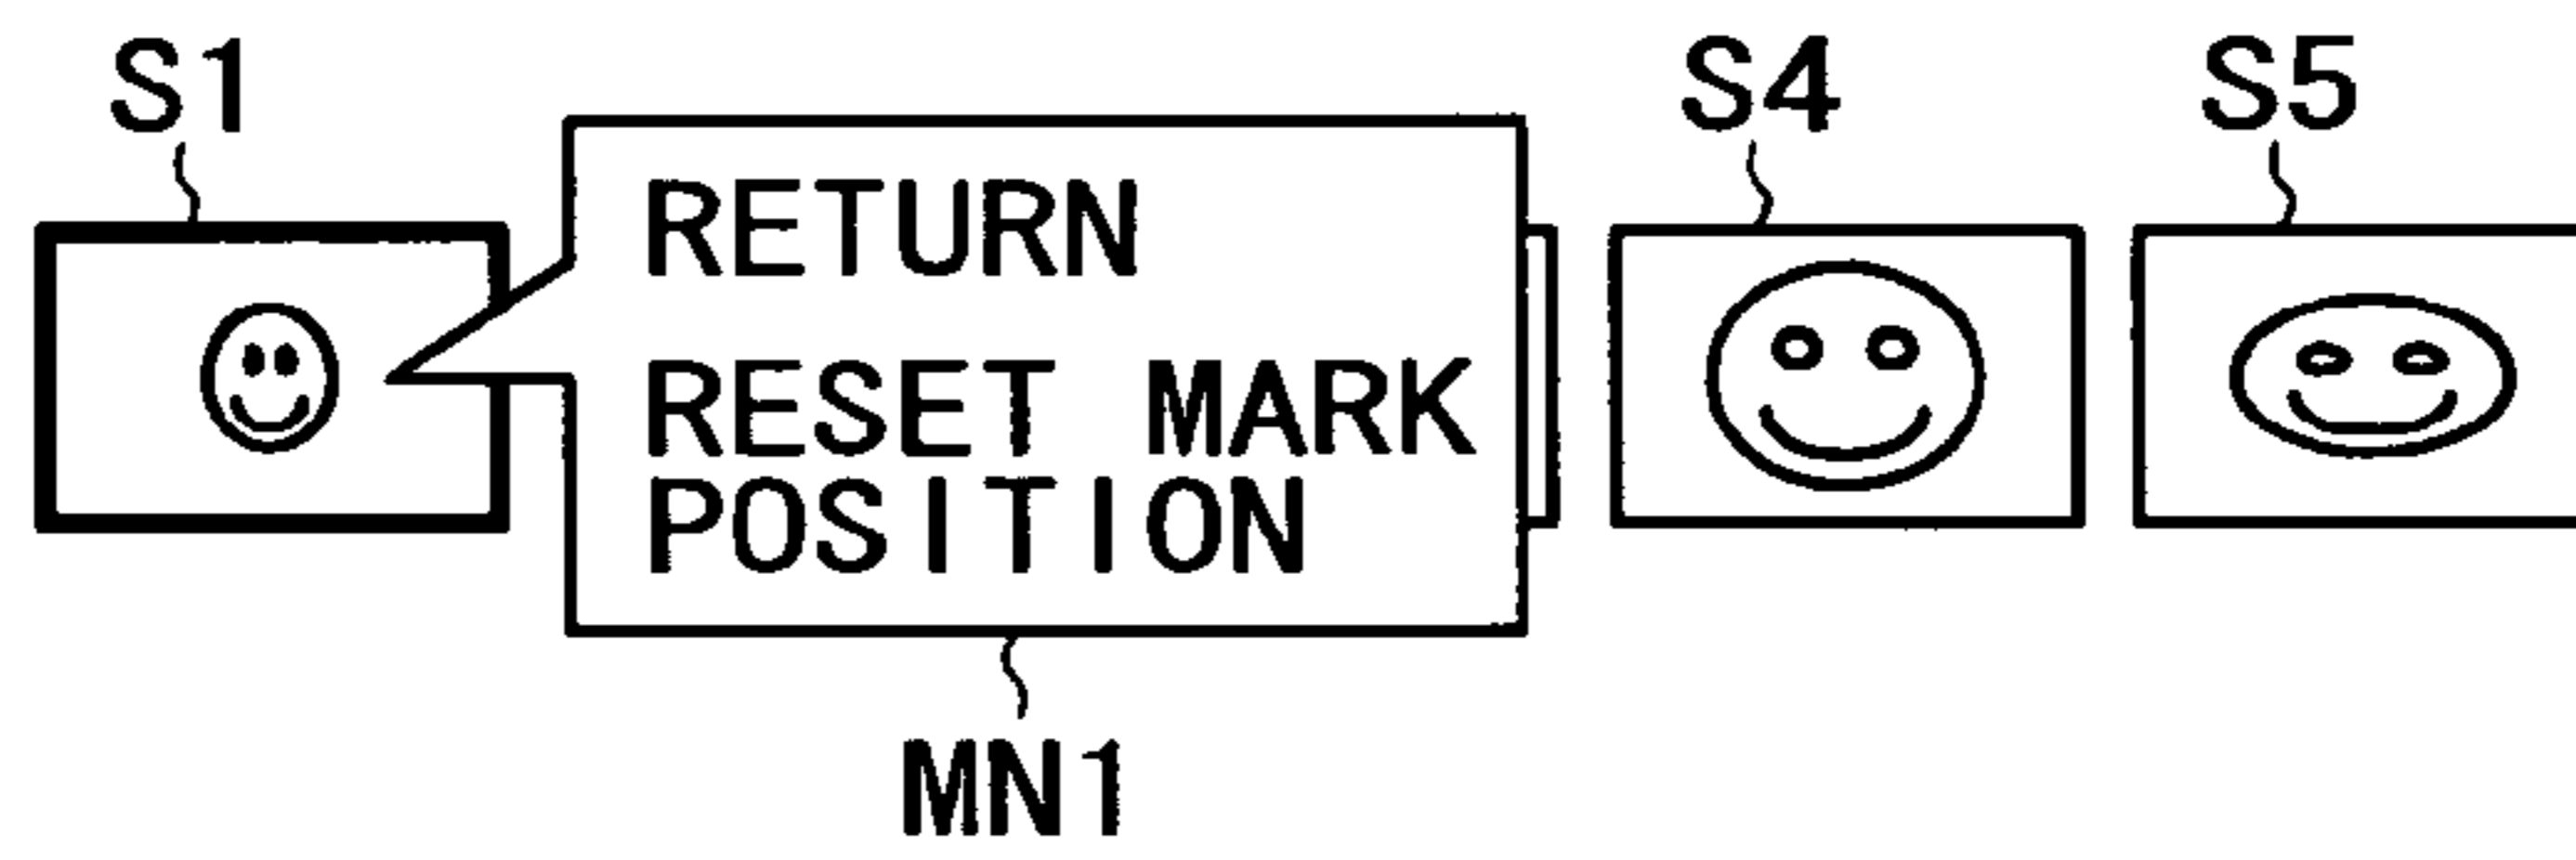 S1
S4
S5
RETURN
RESET MARK
POSITION
MN1